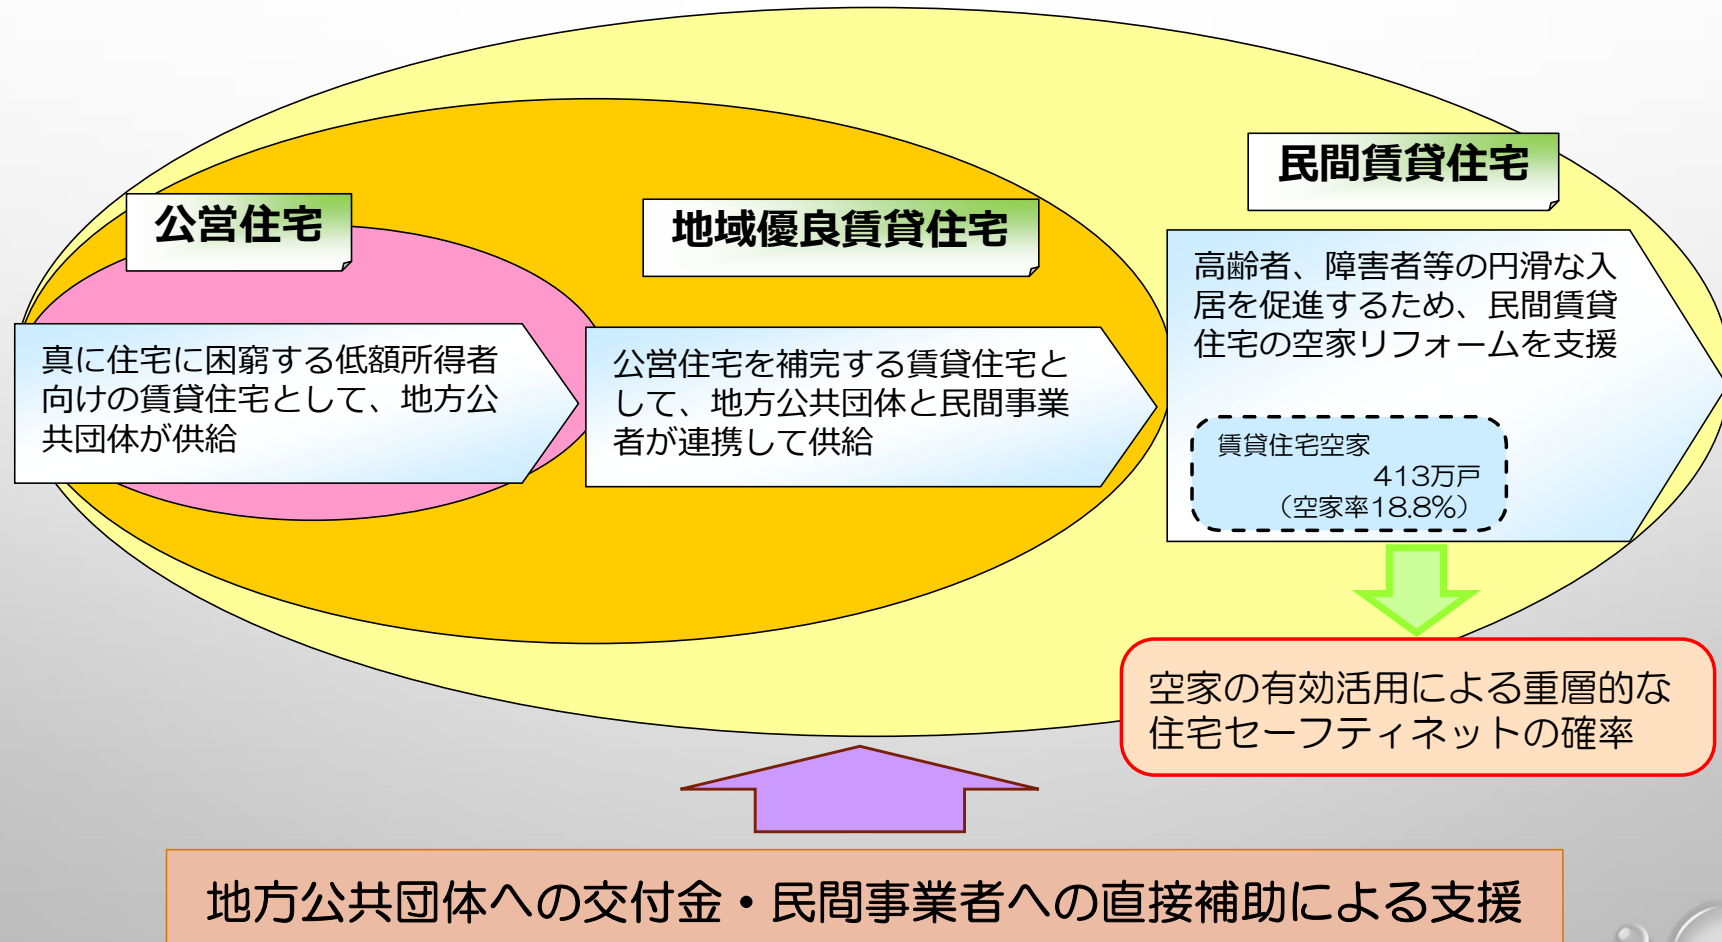 公営住宅
真に住宅に困窮する低額所得者
向けの賃貸住宅として、地方公
共団体が供給
地域優良賃貸住宅
公営住宅を補完する賃貸住宅と
して、地方公共団体と民間事業
者が連携して供給
民間賃貸住宅
高齢者、障害者等の円滑な入
居を促進するため、民間賃貸
住宅の空家リフォームを支援
賃貸住宅空家
413万戸
（空家率18.8%）
空家の有効活用による重層的な
住宅セーフティネットの確率
地方公共団体への交付金・民間事業者への直接補助による支援